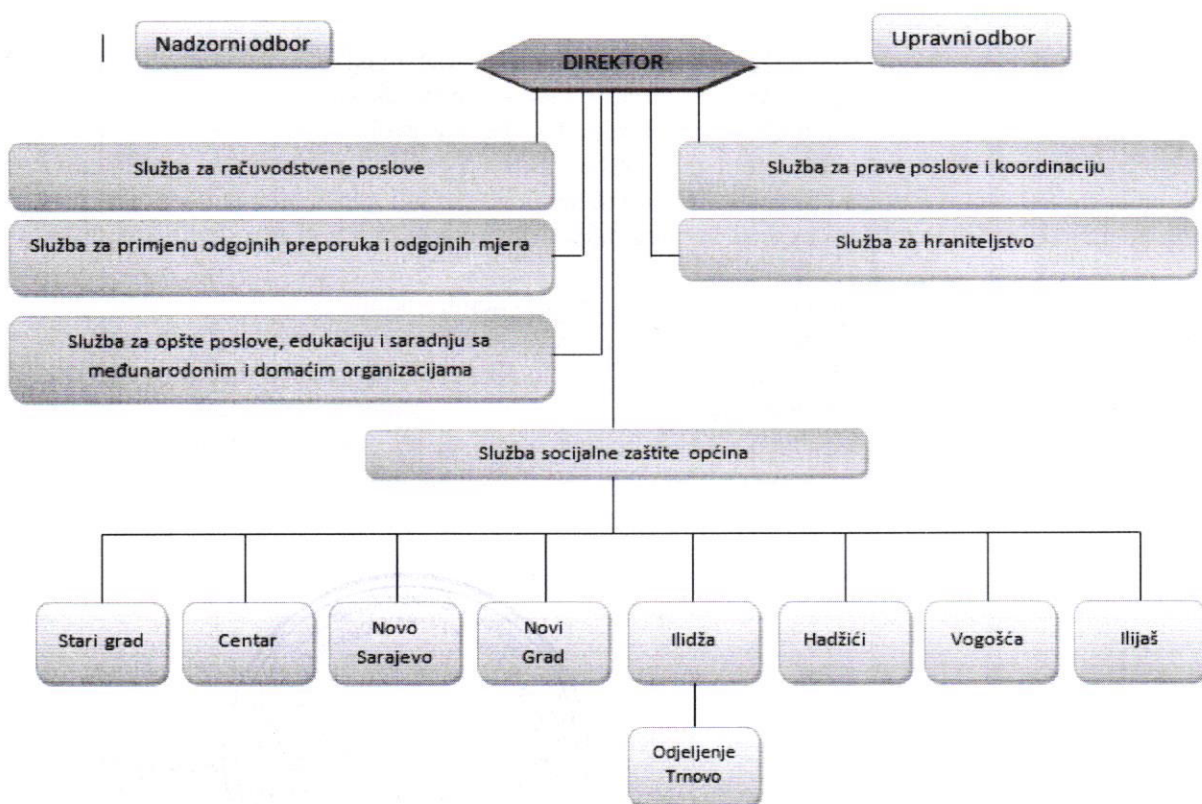 Nadzorni odbor
DIREKTOR
Upravni odbor
Služba za računovodstvene poslove
Služba za prave poslove i koordinaciju
Služba za primjenu odgojnih preporuka i odgojnih mjera
Služba za hraniteljstvo
Služba za opšte poslove, edukaciju i saradnju sa
međunarodonim i domaćim organizacijama
Služba socijalne zaštite općina
Stari grad
Centar
Novo
Sarajevo
Novi
Grad
Ilidža
Hadžići
Vogošća
Ilijaš
Odjeljenje
Trnovo